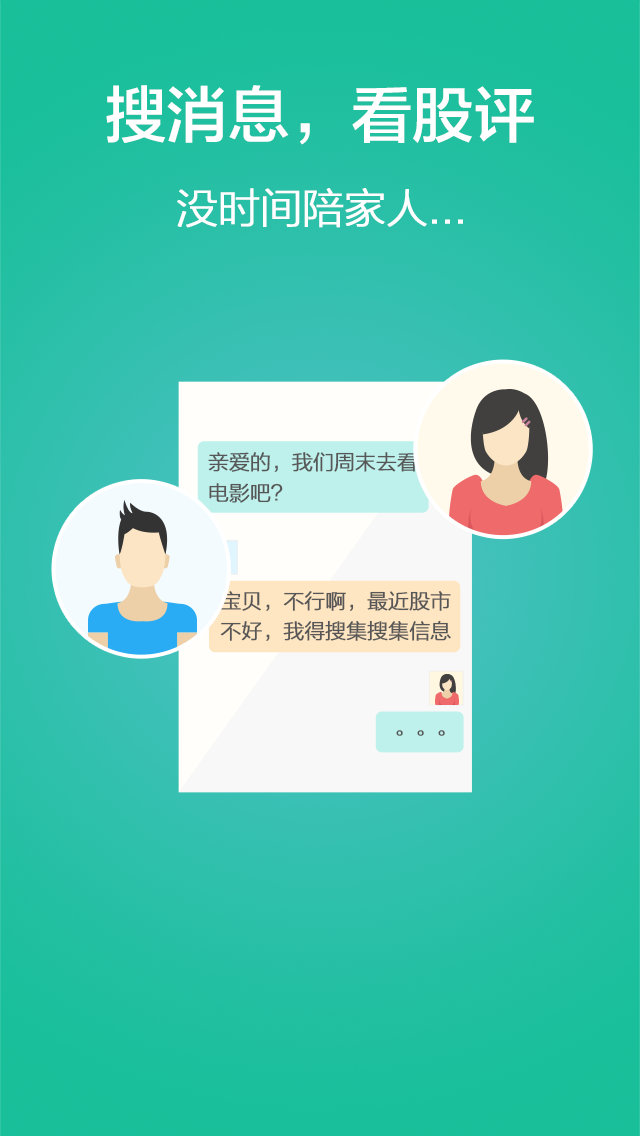 搜消息，看股评
没时间陪家人...
亲爱的，我们周末去看
电影吧？
宝贝，不行啊，最近股市
不好，我得搜集搜集信息
。。。